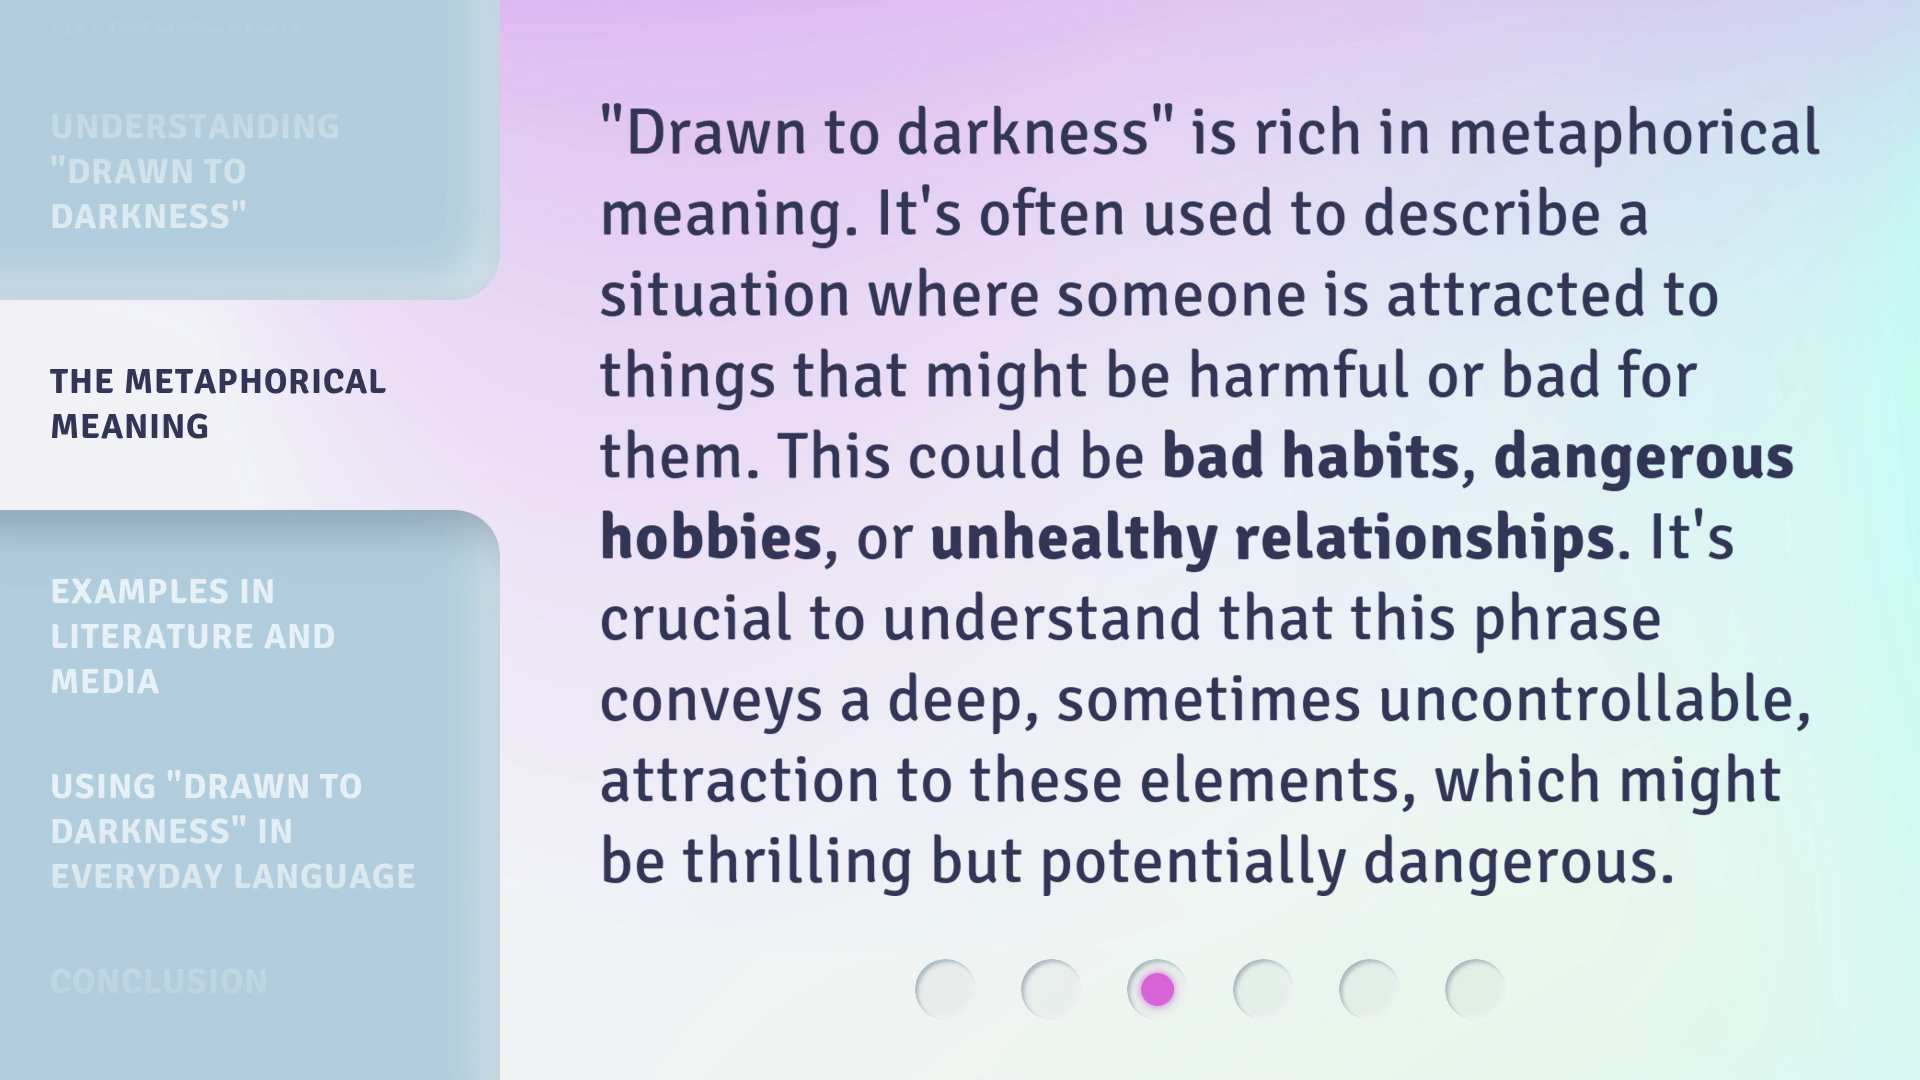 INTRODUCTION
UNDERSTANDING
"DRAWN TO
DARKNESS"
THE METAPHORICAL
MEANING
EXAMPLES IN
LITERATURE AND
MEDIA
USING "DRAWN TO
DARKNESS" IN
EVERYDAY LANGUAGE
CONCLUSION
"Drawn to darkness" is rich in metaphorical
meaning. It's often used to describe a
situation where someone is attracted to
things that might be harmful or bad for
them. This could be bad habits, dangerous
hobbies, or unhealthy relationships. It's
crucial to understand that this phrase
conveys a deep, sometimes uncontrollable,
attraction to these elements, which might
be thrilling but potentially dangerous.